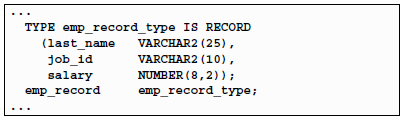 ...
  TYPE emp_record_type IS RECORD
    (last_name   VARCHAR2(25),
     job_id      VARCHAR2(10),
     salary      NUMBER(8,2));
  emp_record     emp_record_type;
...